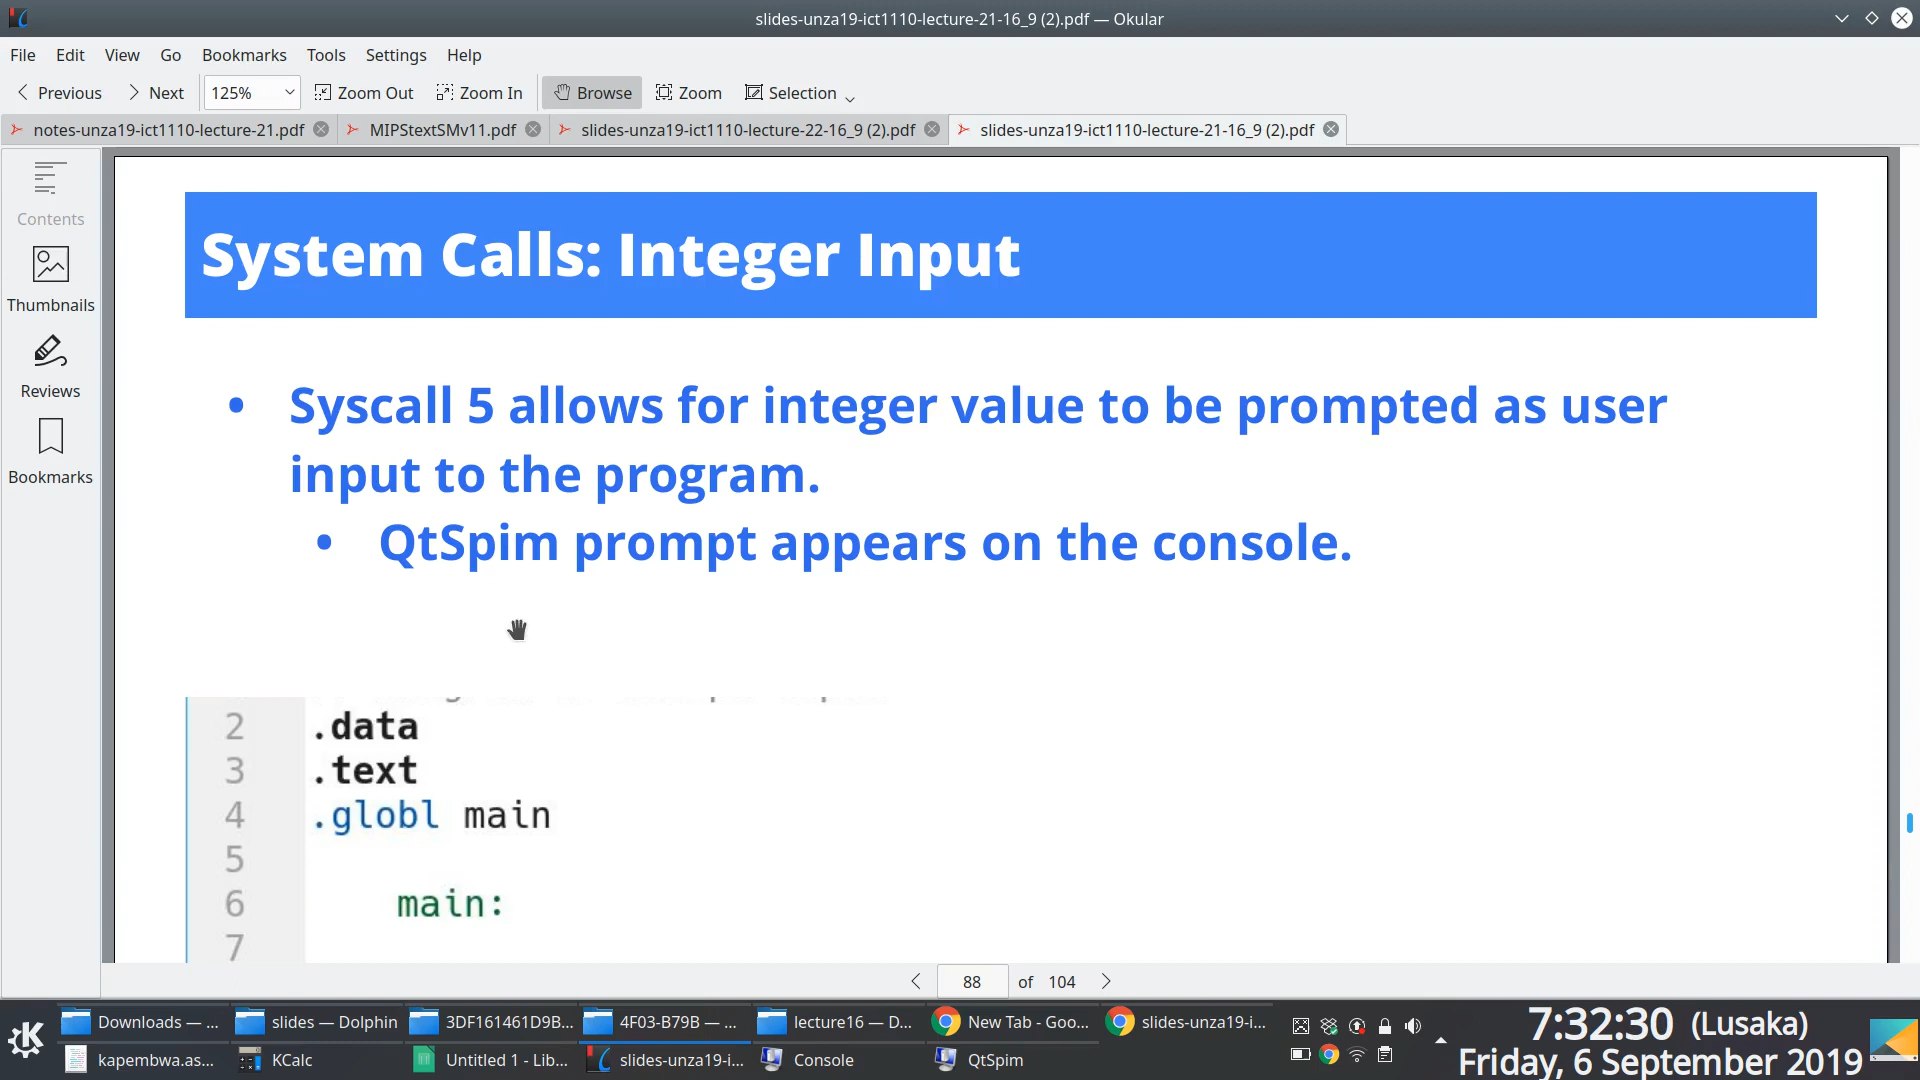 slides-unza19-ict1110-lecture-21-16_9 (2).pdf — Okular
File Edit View Go Bookmarks Tools Settings Help
Previous Next 125% Zoom Out Zoom In Browse Zoom Selection
notes-unza19-ict1110-lecture-21.pdf MIPStextSMv11.pdf slides-unza19-ict1110-lecture-22-16_9 (2).pdf slides-unza19-ict1110-lecture-21-16_9 (2).pdf
Contents
Thumbnails
Reviews
Bookmarks
System Calls: Integer Input
• Syscall 5 allows for integer value to be prompted as user
input to the program.
• QtSpim prompt appears on the console.
2 .data
3 .text
4 .globl main
5
6 main:
7
88 of 104
Downloads — ... slides — Dolphin 3DF161461D9B... 4F03-B79B — ... lecture16 — D... New Tab - Goo... slides-unza19-i...
kapembwa.as... KCalc Untitled 1 - Lib... slides-unza19-i... Console QtSpim
7:32:30 (Lusaka)
Friday, 6 September 2019